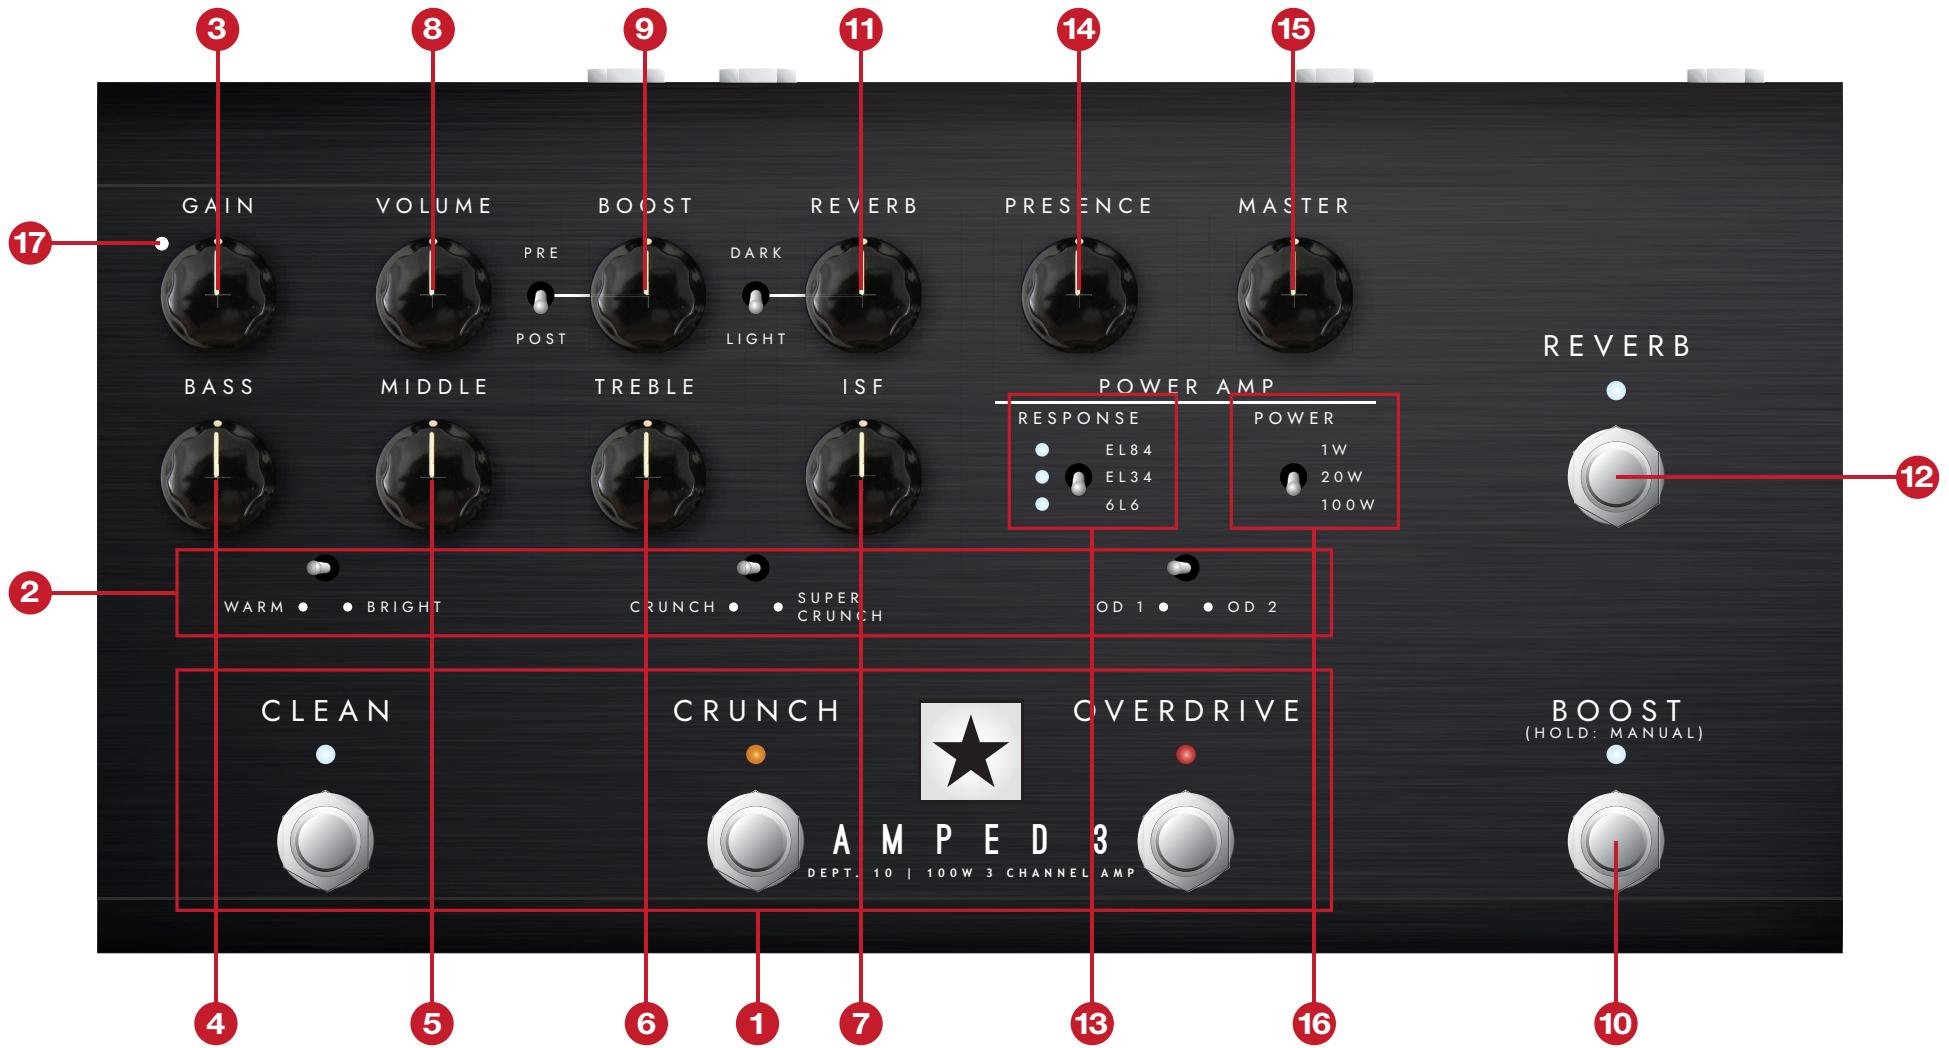 3 8 9 11 14 15
GAIN VOLUME BOOST REVERB PRESENCE MASTER
17
PRE DARK
POST LIGHT
REVERB
BASS MIDDLE TREBLE ISF POWER AMP
RESPONSE POWER
EL84 1W
EL34 20W
6L6 100W
12
2
WARM BRIGHT CRUNCH SUPER
CRUNCH
OD 1 OD 2
CLEAN CRUNCH OVERDRIVE BOOST
(HOLD: MANUAL)
AMPED 3
DEPT. 10 | 100W 3 CHANNEL AMP
4 5 6 1 7 13 16 10